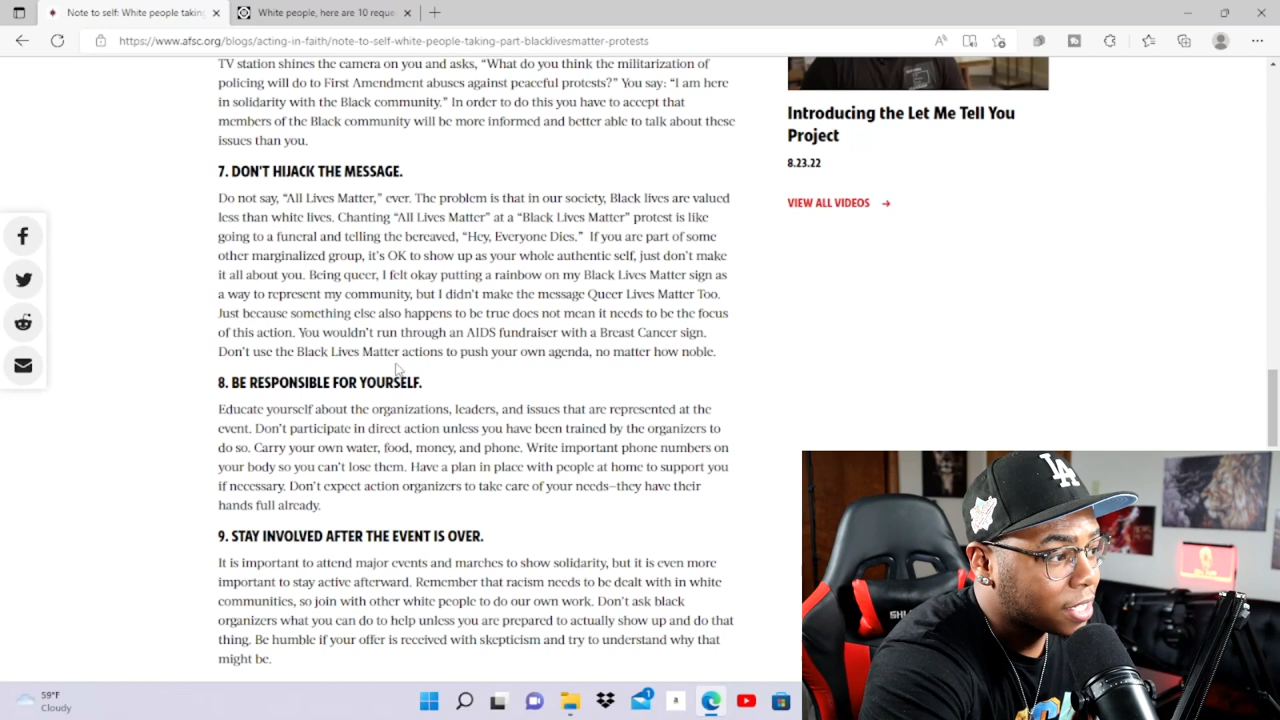 Note to self: White people taking
White people, here are 10 reque
https://www.afsc.org/blogs/acting-in-faith/note-to-self-white-people-taking-part-blacklivesmatter-protests
TV station shines the camera on you and asks, “What do you think the militarization of
policing will do to First Amendment abuses against peaceful protests?” You say: “I am here
in solidarity with the Black community.” In order to do this you have to accept that
members of the Black community will be more informed and better able to talk about these
issues than you.
7. DON'T HIJACK THE MESSAGE.
Do not say, “All Lives Matter,” ever. The problem is that in our society, Black lives are valued
less than white lives. Chanting “All Lives Matter” at a “Black Lives Matter” protest is like
going to a funeral and telling the bereaved, “Hey, Everyone Dies.” If you are part of some
other marginalized group, it’s OK to show up as your whole authentic self, just don’t make
it all about you. Being queer, I felt okay putting a rainbow on my Black Lives Matter sign as
a way to represent my community, but I didn’t make the message Queer Lives Matter Too.
Just because something else also happens to be true does not mean it needs to be the focus
of this action. You wouldn’t run through an AIDS fundraiser with a Breast Cancer sign.
Don’t use the Black Lives Matter actions to push your own agenda, no matter how noble.
8. BE RESPONSIBLE FOR YOURSELF.
Educate yourself about the organizations, leaders, and issues that are represented at the
event. Don’t participate in direct action unless you have been trained by the organizers to
do so. Carry your own water, food, money, and phone. Write important phone numbers on
your body so you can’t lose them. Have a plan in place with people at home to support you
if necessary. Don’t expect action organizers to take care of your needs–they have their
hands full already.
9. STAY INVOLVED AFTER THE EVENT IS OVER.
It is important to attend major events and marches to show solidarity, but it is even more
important to stay active afterward. Remember that racism needs to be dealt with in white
communities, so join with other white people to do our own work. Don’t ask black
organizers what you can do to help unless you are prepared to actually show up and do that
thing. Be humble if your offer is received with skepticism and try to understand why that
might be.
Introducing the Let Me Tell You
Project
8.23.22
VIEW ALL VIDEOS
LA
59°F
Cloudy
1
a